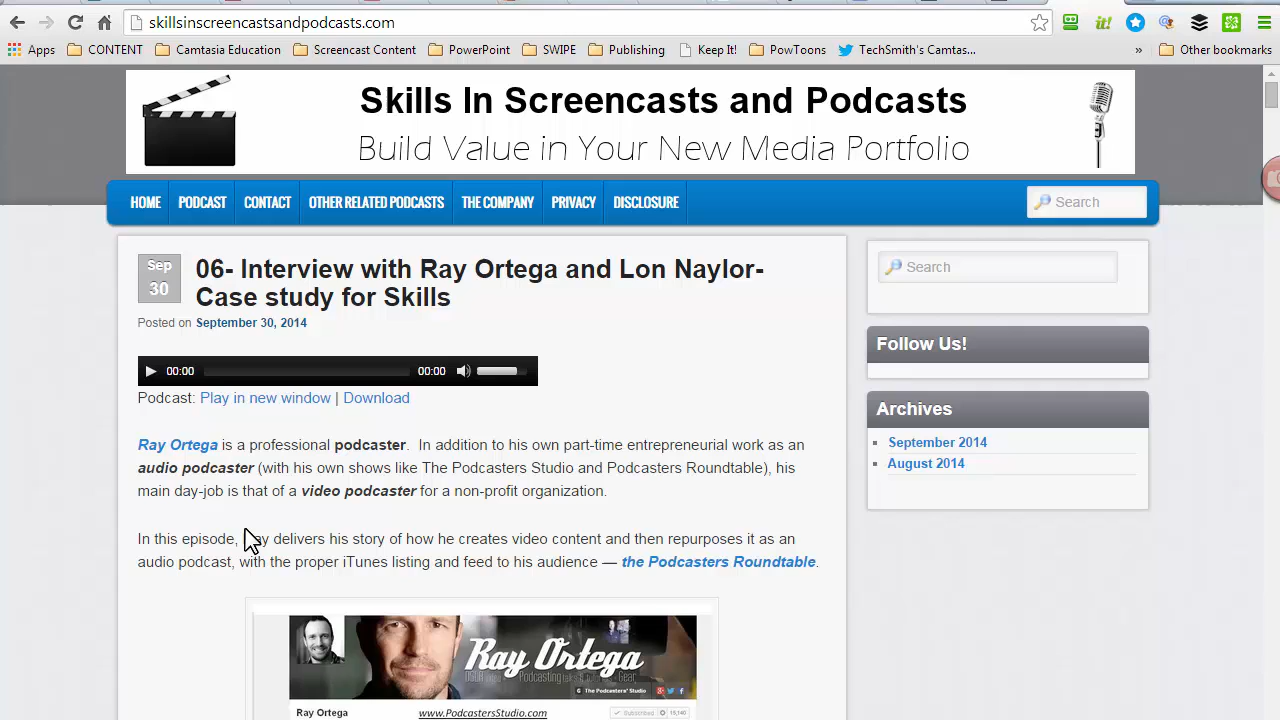 skillsinscreencastsandpodcasts.com
it!
Apps CONTENT Camtasia Education Screencast Content PowerPoint SWIPE Publishing Keep It! PowToons TechSmith's Camtas... » Other bookmarks
Skills In Screencasts and Podcasts
Build Value in Your New Media Portfolio
HOME PODCAST CONTACT OTHER RELATED PODCASTS THE COMPANY PRIVACY DISCLOSURE Search
Sep
30
06- Interview with Ray Ortega and Lon Naylor-
Case study for Skills
Posted on September 30, 2014
00:00 00:00
Podcast: Play in new window | Download
Ray Ortega is a professional podcaster. In addition to his own part-time entrepreneurial work as an
audio podcaster (with his own shows like The Podcasters Studio and Podcasters Roundtable), his
main day-job is that of a video podcaster for a non-profit organization.
In this episode, delivers his story of how he creates video content and then repurposes it as an
audio podcast, with the proper iTunes listing and feed to his audience — the Podcasters Roundtable.
Ray Ortega
The Podcasters' Studio
Ray Ortega www.PodcastersStudio.com Subscribed
Search
Follow Us!
Archives
September 2014
August 2014